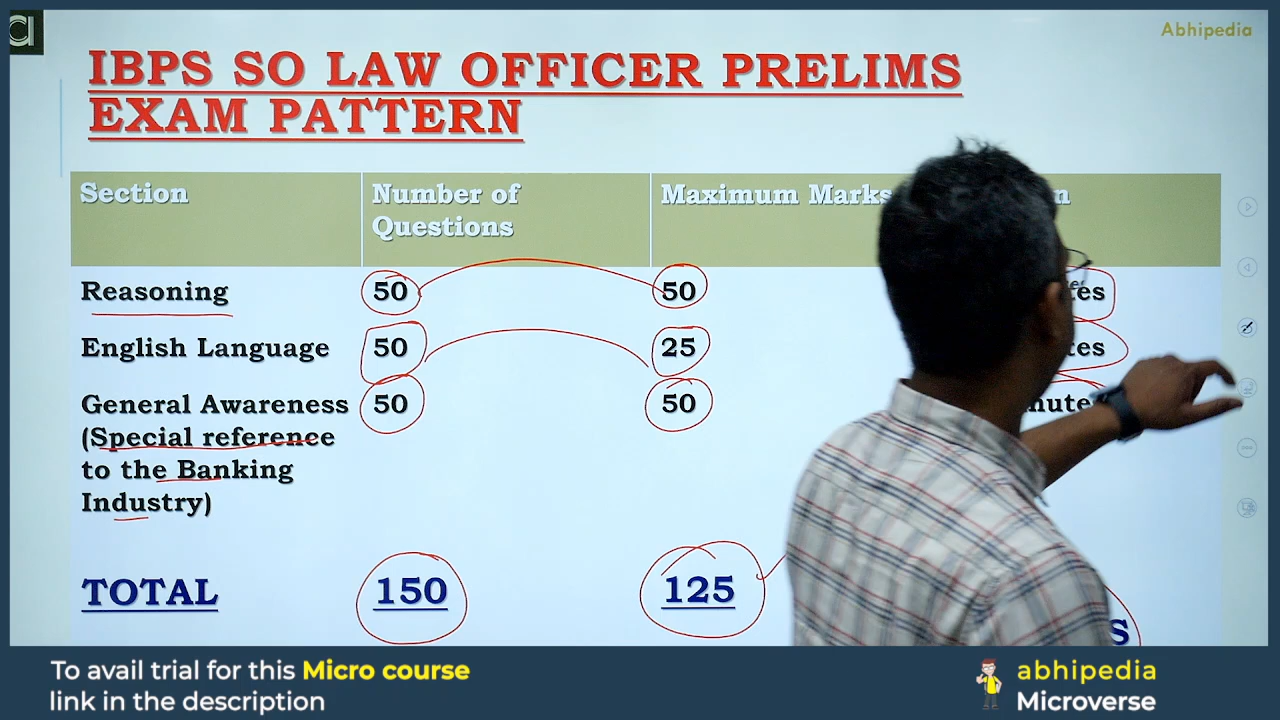 Abhipedia
IBPS SO LAW OFFICER PRELIMS
EXAM PATTERN
Section
Number of
Questions
Maximum Marks
Reasoning
50
50
English Language
50
25
General Awareness
50
50
(Special reference
to the Banking
Industry)
TOTAL
150
125
To avail trial for this Micro course
link in the description
abhipedia
Microverse